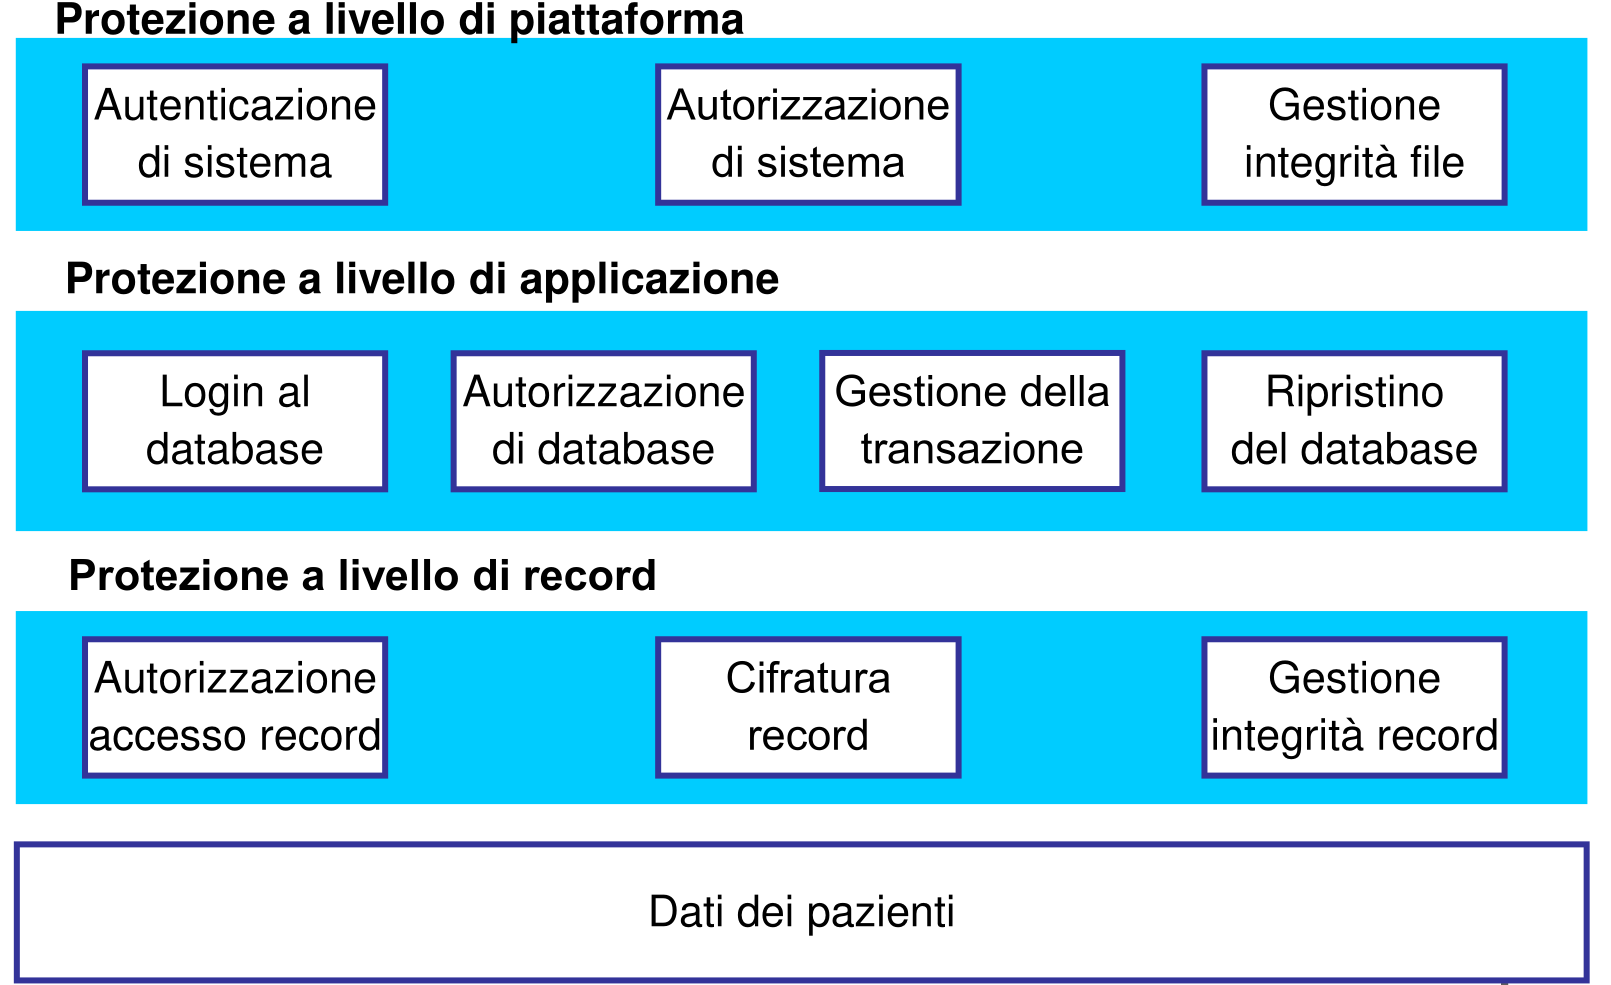 Protezione a livello di piattaforma
Autenticazione
di sistema
Autorizzazione
di sistema
Gestione
integrità file
Protezione a livello di applicazione
Login al
database
Autorizzazione
di database
Gestione della
transazione
Ripristino
del database
Protezione a livello di record
Autorizzazione
accesso record
Cifratura
record
Gestione
integrità record
Dati dei pazienti